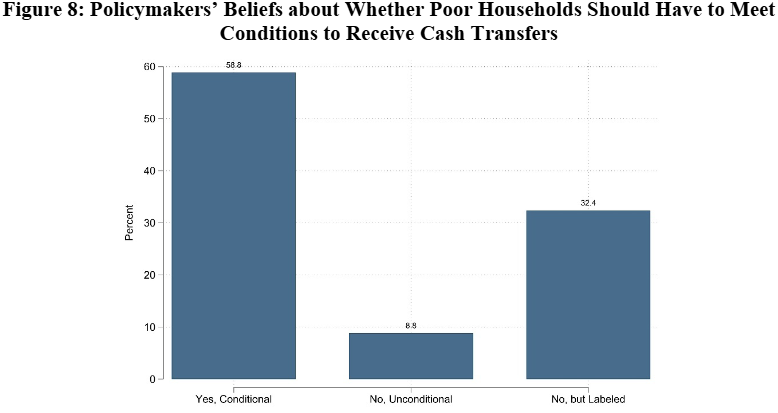 Figure 8: Policymakers’ Beliefs about Whether Poor Households Should Have to Meet
Conditions to Receive Cash Transfers
60
50
40
30
20
10
0
Percent
58.8
8.8
32.4
Yes, Conditional
No, Unconditional
No, but Labeled